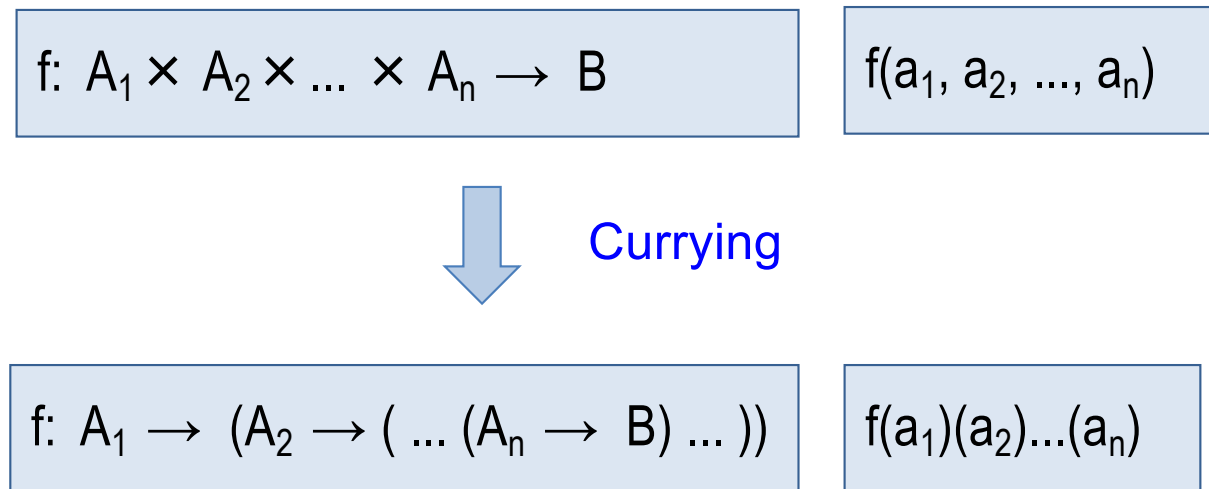 f: A₁ × A₂ × ... × Aₙ → B
f(a₁, a₂, ..., aₙ)
Currying
f: A₁ → (A₂ → ( ... (Aₙ → B) ... ))
f(a₁)(a₂)...(aₙ)